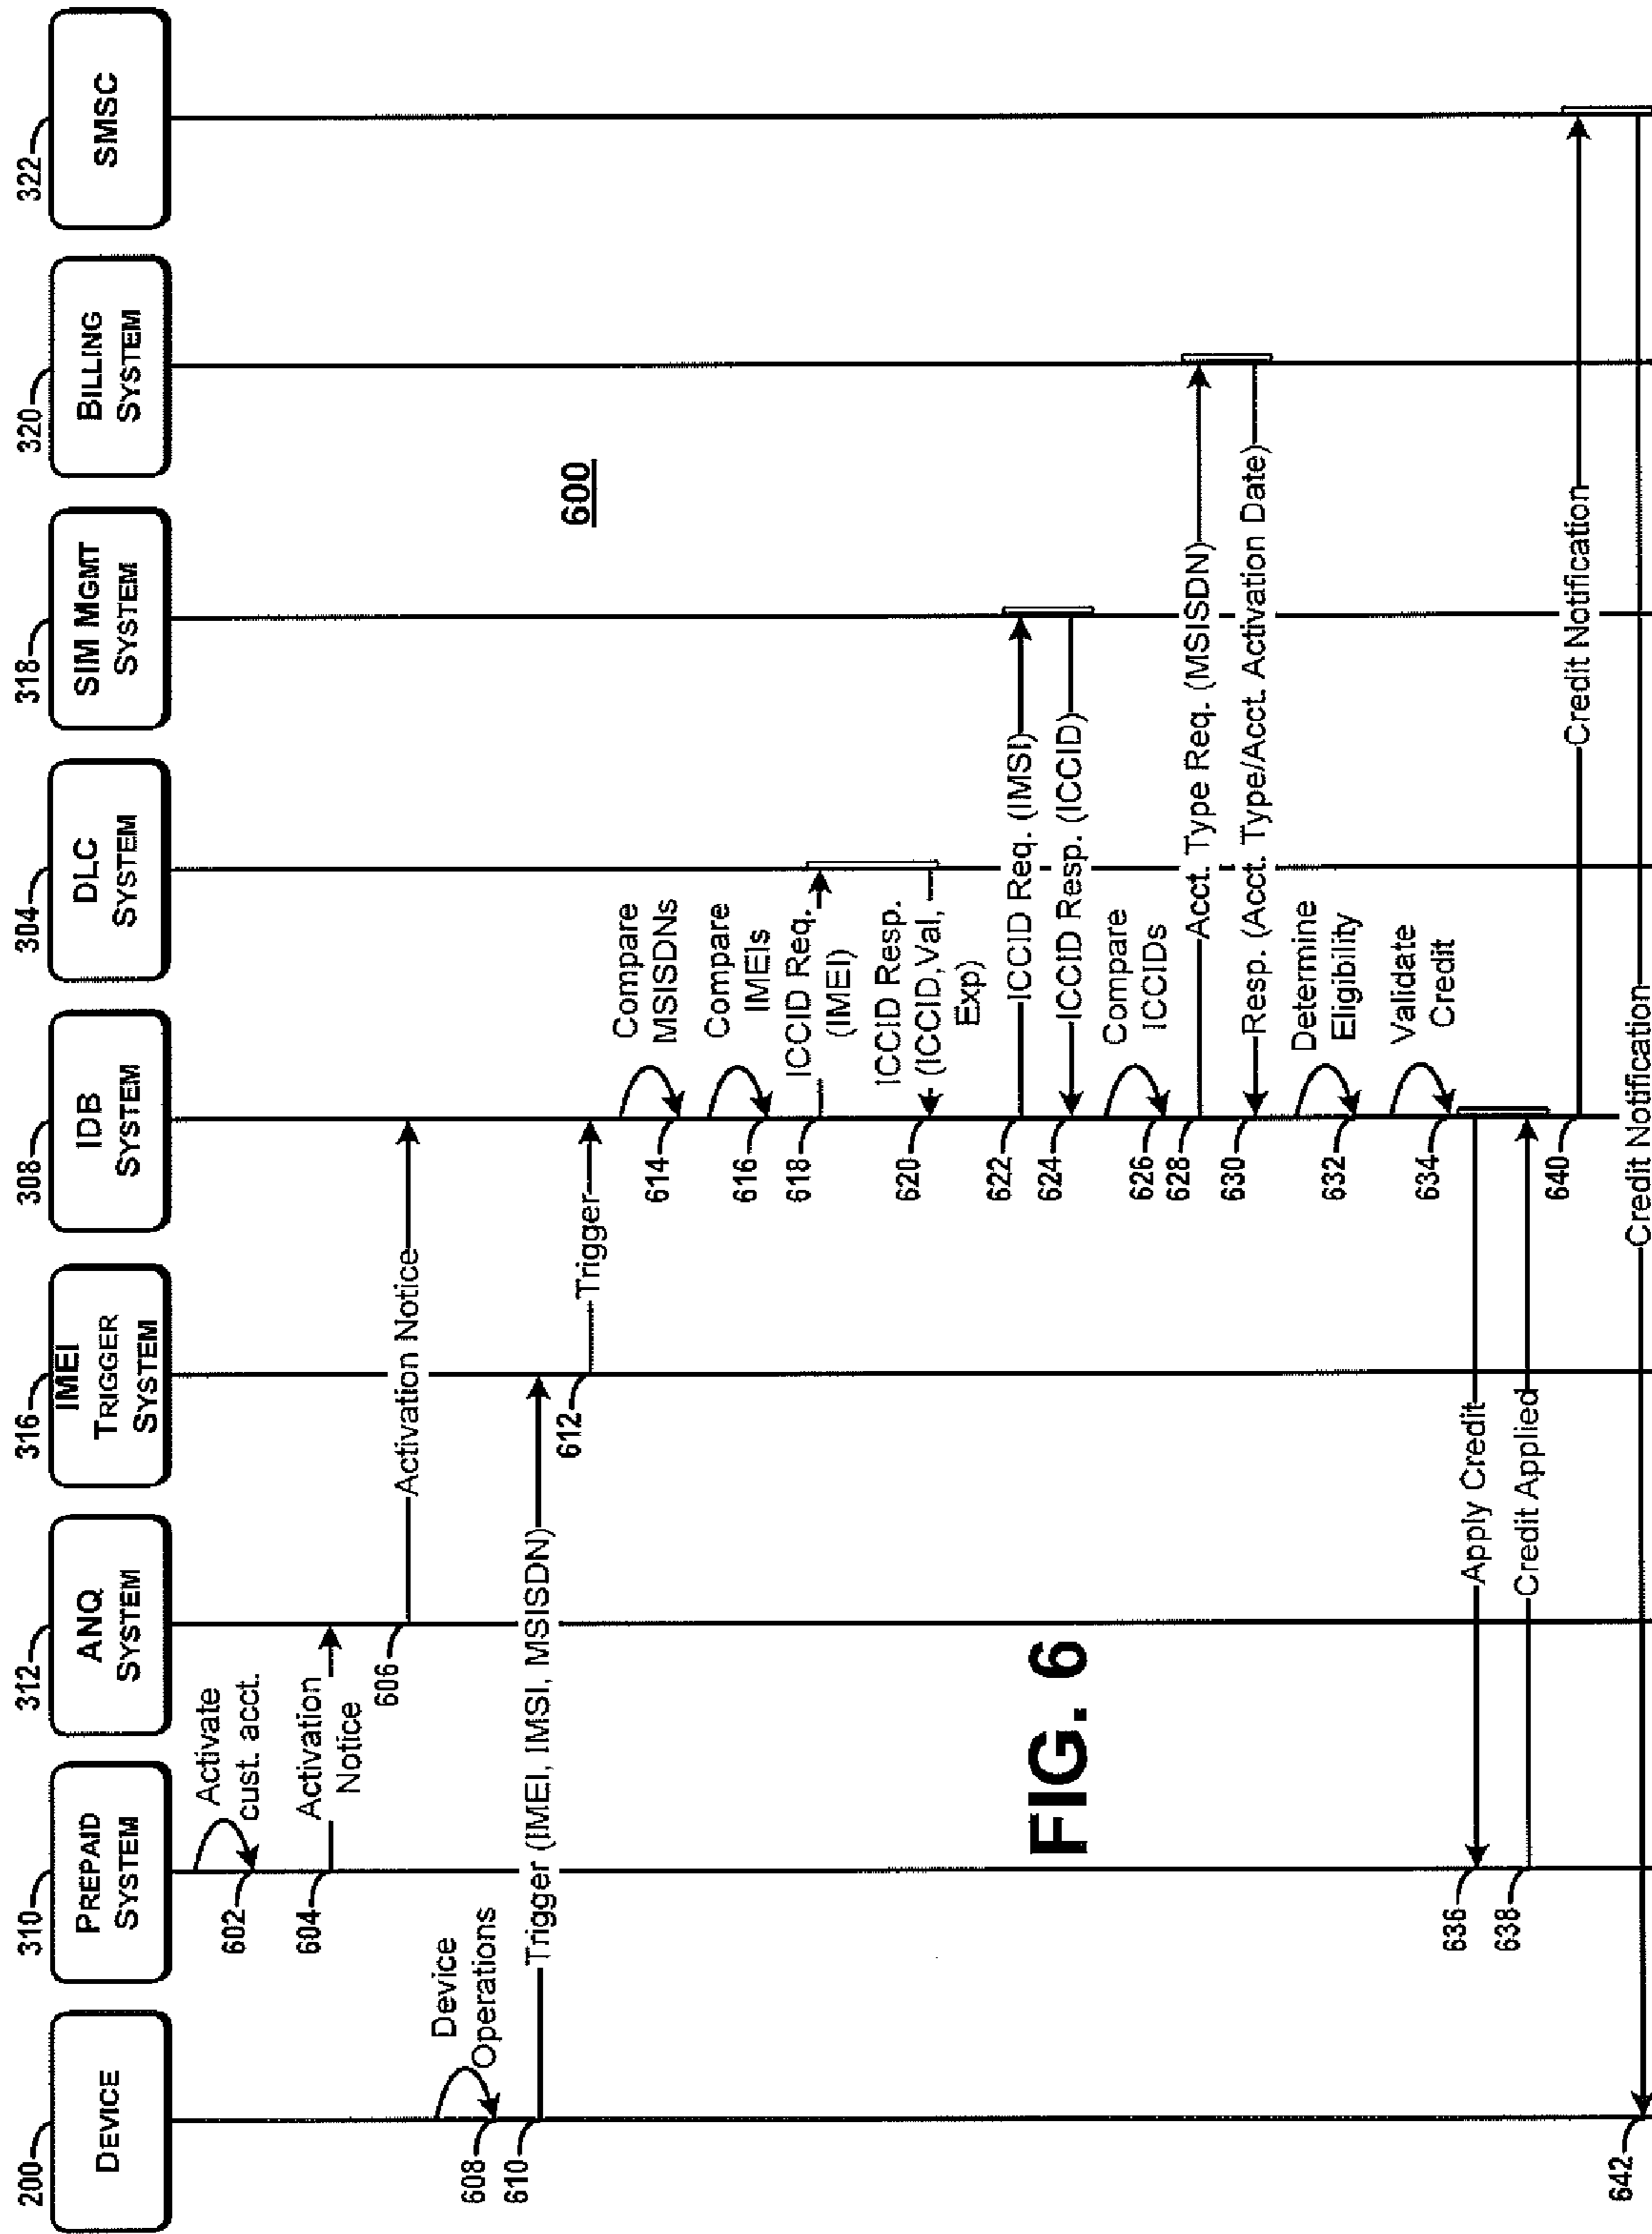 200
DEVICE
310
PREPAID
SYSTEM
312
ANQ
SYSTEM
316
IMEI
TRIGGER
SYSTEM
308
IDB
SYSTEM
304
DLC
SYSTEM
318
SIM MGMT
SYSTEM
320
BILLING
SYSTEM
322
SMSC
602
Activate
cust. acct.
604
Activation
Notice
606
Activation Notice
608
Device
Operations
610
Trigger (IMEI, IMSI, MSISDN)
612
Trigger
600
614
Compare
MSISDNs
616
Compare
IMEIs
618
ICCID Req.
(IMEI)
620
ICCID Resp.
(ICCID,Val,
Exp)
622
ICCID Req. (IMSI)
624
ICCID Resp. (ICCID)
626
Compare
ICCIDs
628
Acct. Type Req. (MSISDN)
630
Resp. (Acct. Type/Acct. Activation Date)
632
Determine
Eligibility
634
Validate
Credit
636
Apply Credit
638
Credit Applied
640
Credit Notification
642
Credit Notification
FIG. 6